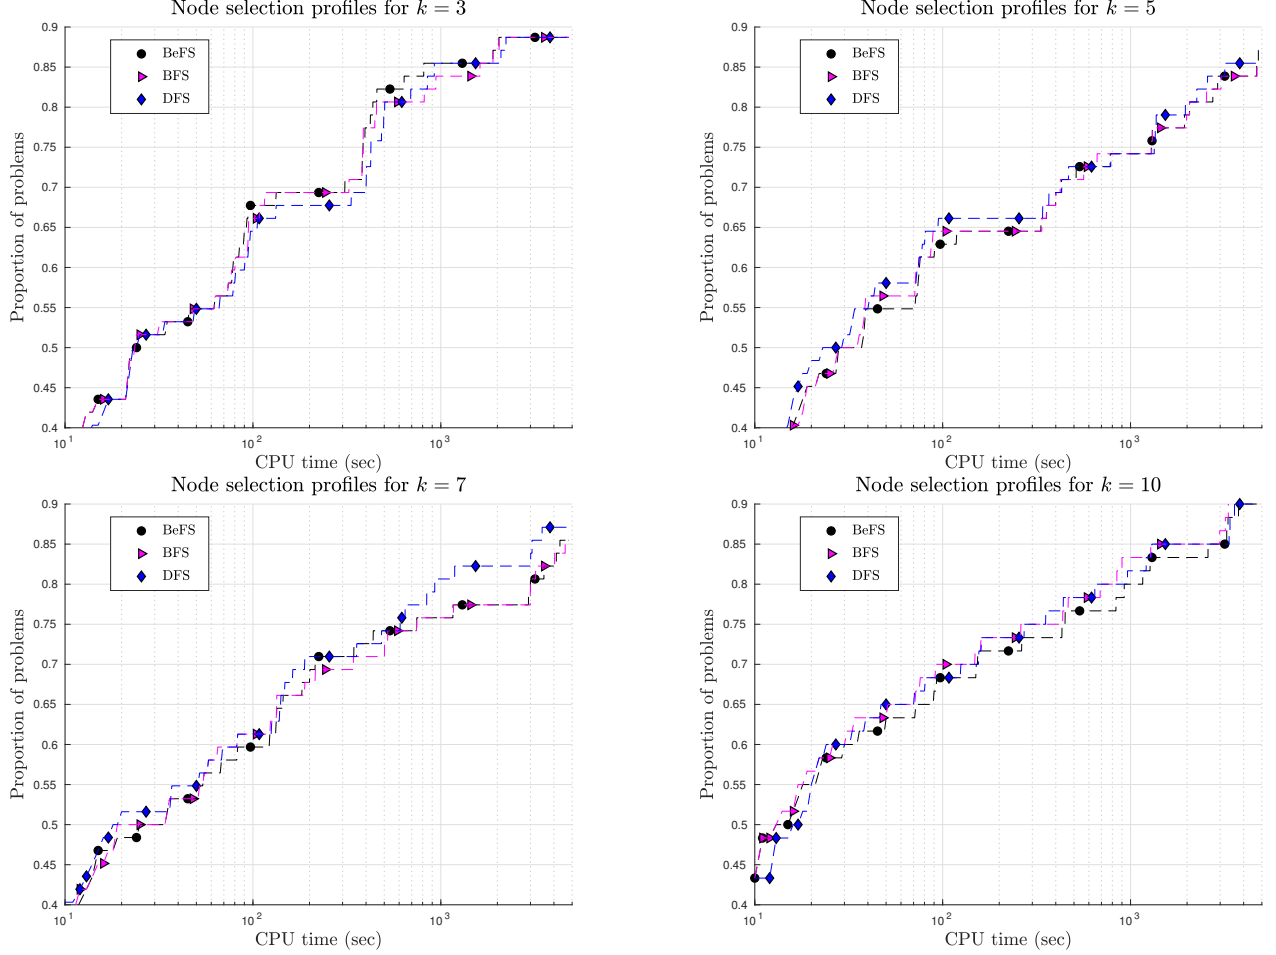 Node selection profiles for k = 3
Proportion of problems
0.9
0.85
0.8
0.75
0.7
0.65
0.6
0.55
0.5
0.45
0.4
BeFS
BFS
DFS
10^1
10^2
10^3
CPU time (sec)
Node selection profiles for k = 5
Proportion of problems
0.9
0.85
0.8
0.75
0.7
0.65
0.6
0.55
0.5
0.45
0.4
BeFS
BFS
DFS
10^1
10^2
10^3
CPU time (sec)
Node selection profiles for k = 7
Proportion of problems
0.9
0.85
0.8
0.75
0.7
0.65
0.6
0.55
0.5
0.45
0.4
BeFS
BFS
DFS
10^1
10^2
10^3
CPU time (sec)
Node selection profiles for k = 10
Proportion of problems
0.9
0.85
0.8
0.75
0.7
0.65
0.6
0.55
0.5
0.45
0.4
BeFS
BFS
DFS
10^1
10^2
10^3
CPU time (sec)